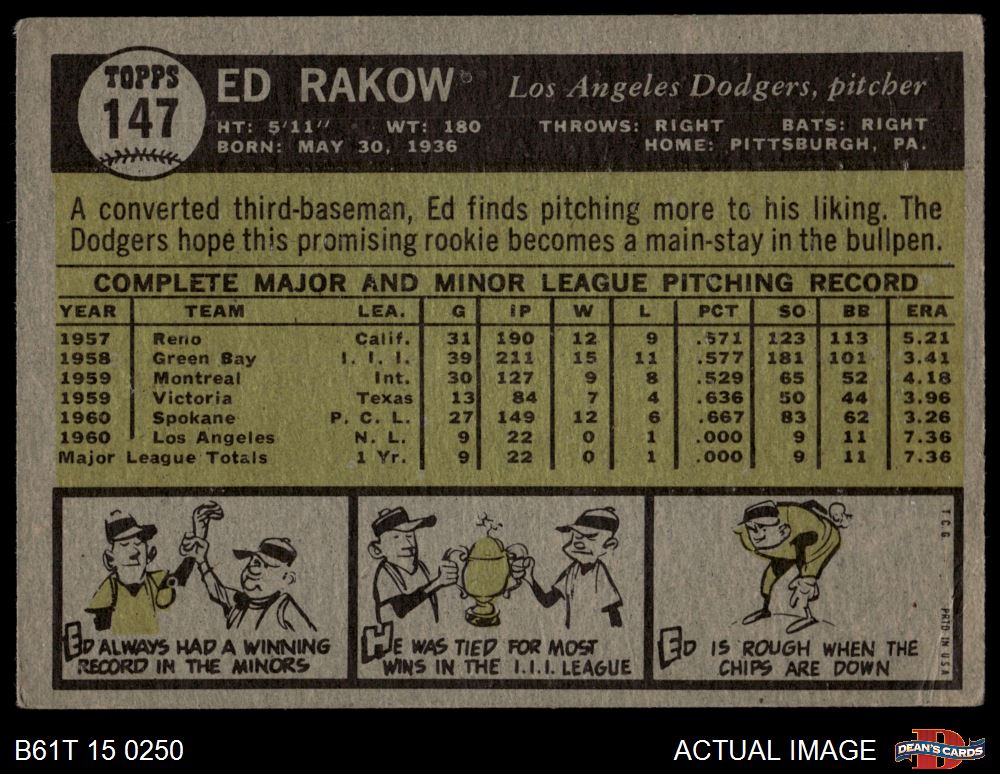 TOPPS
147
ED RAKOW
Los Angeles Dodgers, pitcher
HT: 5'11" WT: 180 THROWS: RIGHT BATS: RIGHT
BORN: MAY 30, 1936 HOME: PITTSBURGH, PA.
A converted third-baseman, Ed finds pitching more to his liking. The
Dodgers hope this promising rookie becomes a main-stay in the bullpen.
COMPLETE MAJOR AND MINOR LEAGUE PITCHING RECORD
YEAR TEAM LEA. G IP W L PCT SO BB ERA
1957 Reno Calif. 31 190 12 9 .571 123 113 5.21
1958 Green Bay I. I. I. 39 211 15 11 .577 181 101 3.41
1959 Montreal Int. 30 127 9 8 .529 65 52 4.18
1959 Victoria Texas 13 84 7 4 .636 50 44 3.96
1960 Spokane P. C. L. 27 149 12 6 .667 83 62 3.26
1960 Los Angeles N. L. 9 22 0 1 .000 9 11 7.36
Major League Totals 1 Yr. 9 22 0 1 .000 9 11 7.36
ED ALWAYS HAD A WINNING
RECORD IN THE MINORS
HE WAS TIED FOR MOST
WINS IN THE I.I.I. LEAGUE
ED IS ROUGH WHEN THE
CHIPS ARE DOWN
T.C.G. PRTD IN USA
B61T 15 0250
ACTUAL IMAGE
DEAN'S CARDS